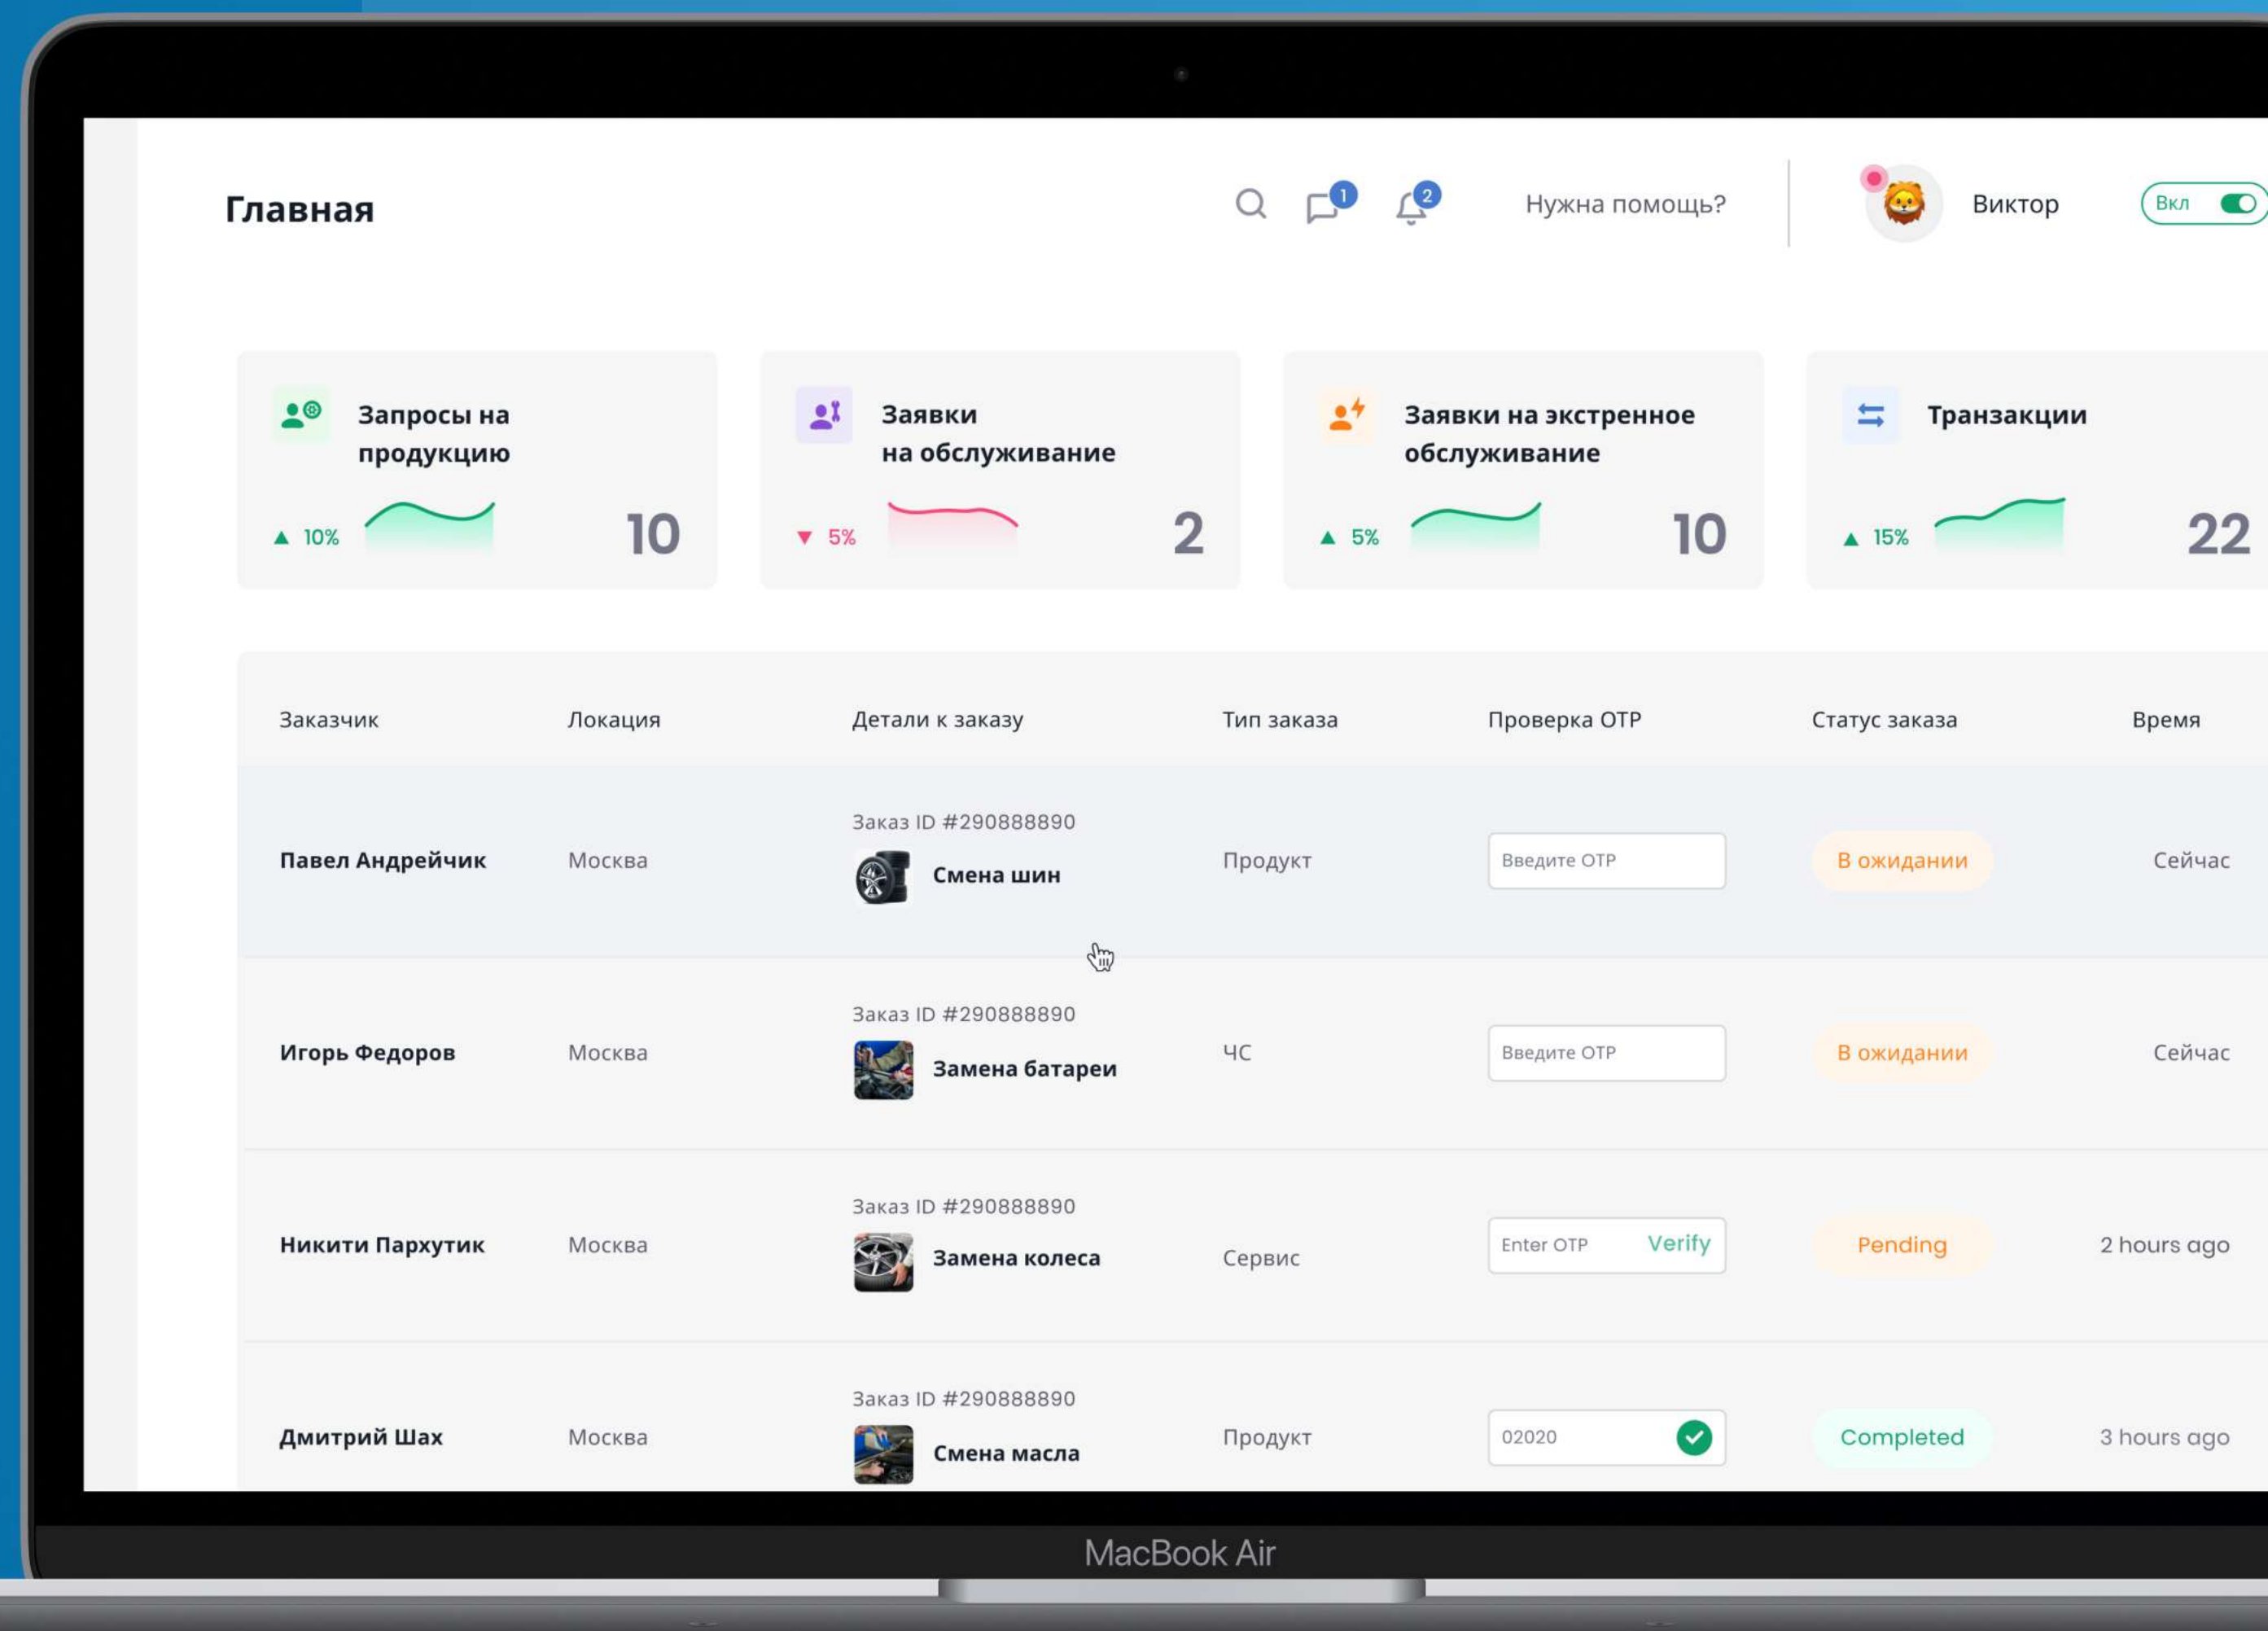 Главная
1
2
Нужна помощь?
Виктор
Вкл
Запросы на
продукцию
10%
10
Заявки
на обслуживание
5%
2
Заявки на экстренное
обслуживание
5%
10
Транзакции
15%
22
Заказчик Локация Детали к заказу Тип заказа Проверка OTP Статус заказа Время
Заказ ID #290888890
Павел Андрейчик Москва Смена шин Продукт Введите OTP В ожидании Сейчас
Заказ ID #290888890
Игорь Федоров Москва Замена батареи ЧС Введите OTP В ожидании Сейчас
Заказ ID #290888890
Никити Пархутик Москва Замена колеса Сервис Enter OTP Verify Pending 2 hours ago
Заказ ID #290888890
Дмитрий Шах Москва Смена масла Продукт 02020 Completed 3 hours ago
MacBook Air